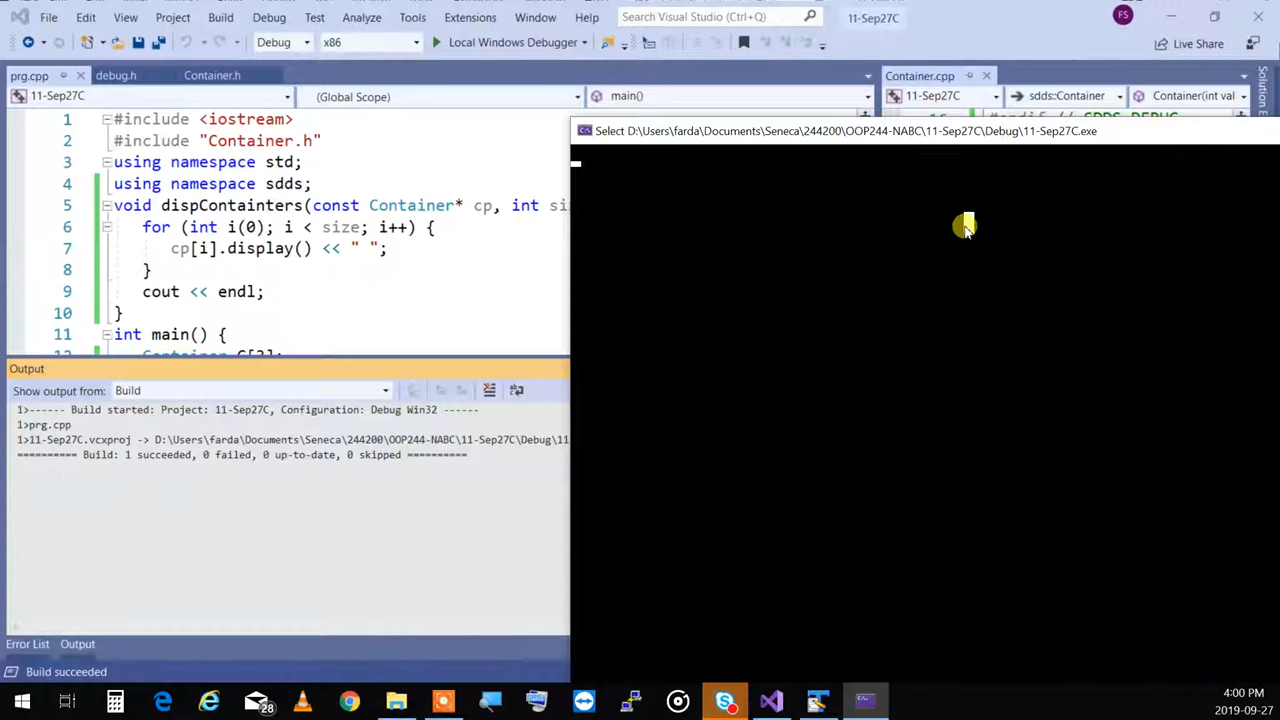 File Edit View Project Build Debug Test Analyze Tools Extensions Window Help Search Visual Studio (Ctrl+Q) 11-Sep27C FS
Debug x86 Local Windows Debugger Live Share
prg.cpp debug.h Container.h Container.cpp
11-Sep27C (Global Scope) main() 11-Sep27C sdds::Container Container(int val
1 #include <iostream>
2 #include "Container.h"
3 using namespace std;
4 using namespace sdds;
5 void dispContainters(const Container* cp, int si
6 for (int i(0); i < size; i++) {
7 cp[i].display() << " ";
8 }
9 cout << endl;
10 }
11 int main() {
Select D:\Users\farda\Documents\Seneca\244200\OOP244-NABC\11-Sep27C\Debug\11-Sep27C.exe
Solution E
Output
Show output from: Build
1>------ Build started: Project: 11-Sep27C, Configuration: Debug Win32 ------
1>prg.cpp
1>11-Sep27C.vcxproj -> D:\Users\farda\Documents\Seneca\244200\OOP244-NABC\11-Sep27C\Debug\11
========== Build: 1 succeeded, 0 failed, 0 up-to-date, 0 skipped ==========
Error List Output
Build succeeded
28
4:00 PM
2019-09-27